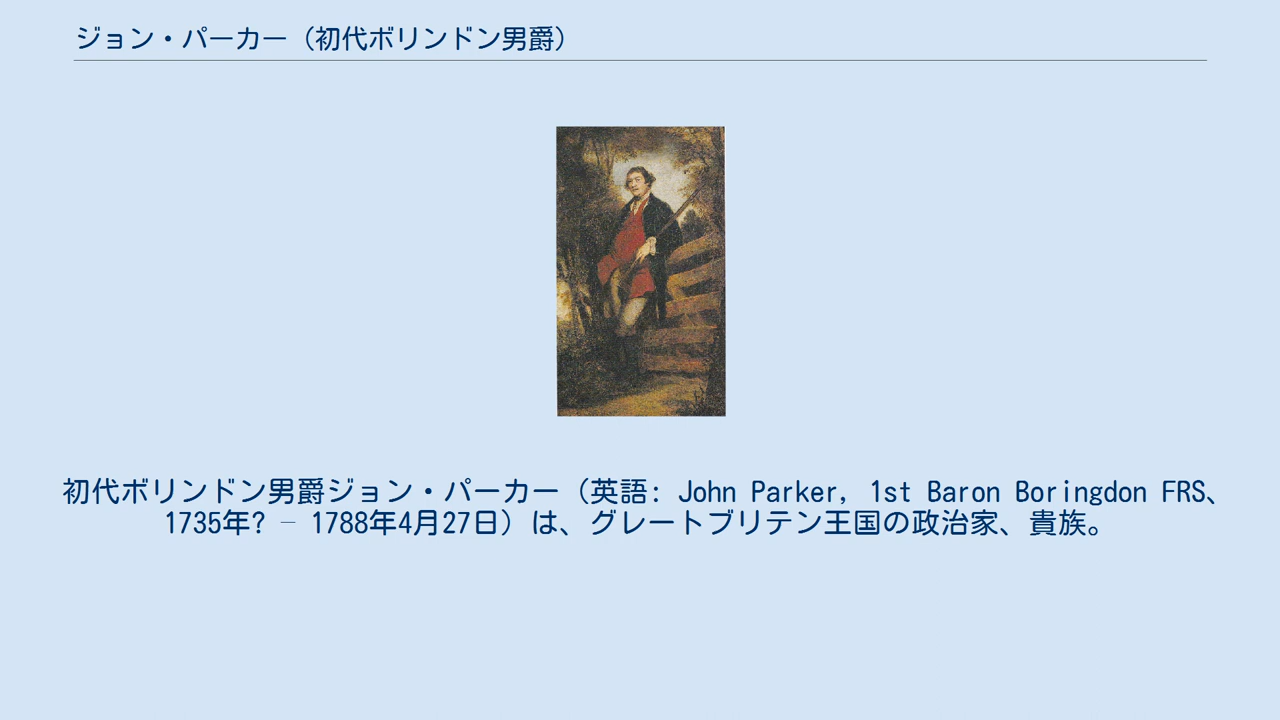 ジョン・パーカー（初代ボリンドン男爵）
初代ボリンドン男爵ジョン・パーカー（英語: John Parker, 1st Baron Boringdon FRS、
1735年? – 1788年4月27日）は、グレートブリテン王国の政治家、貴族。